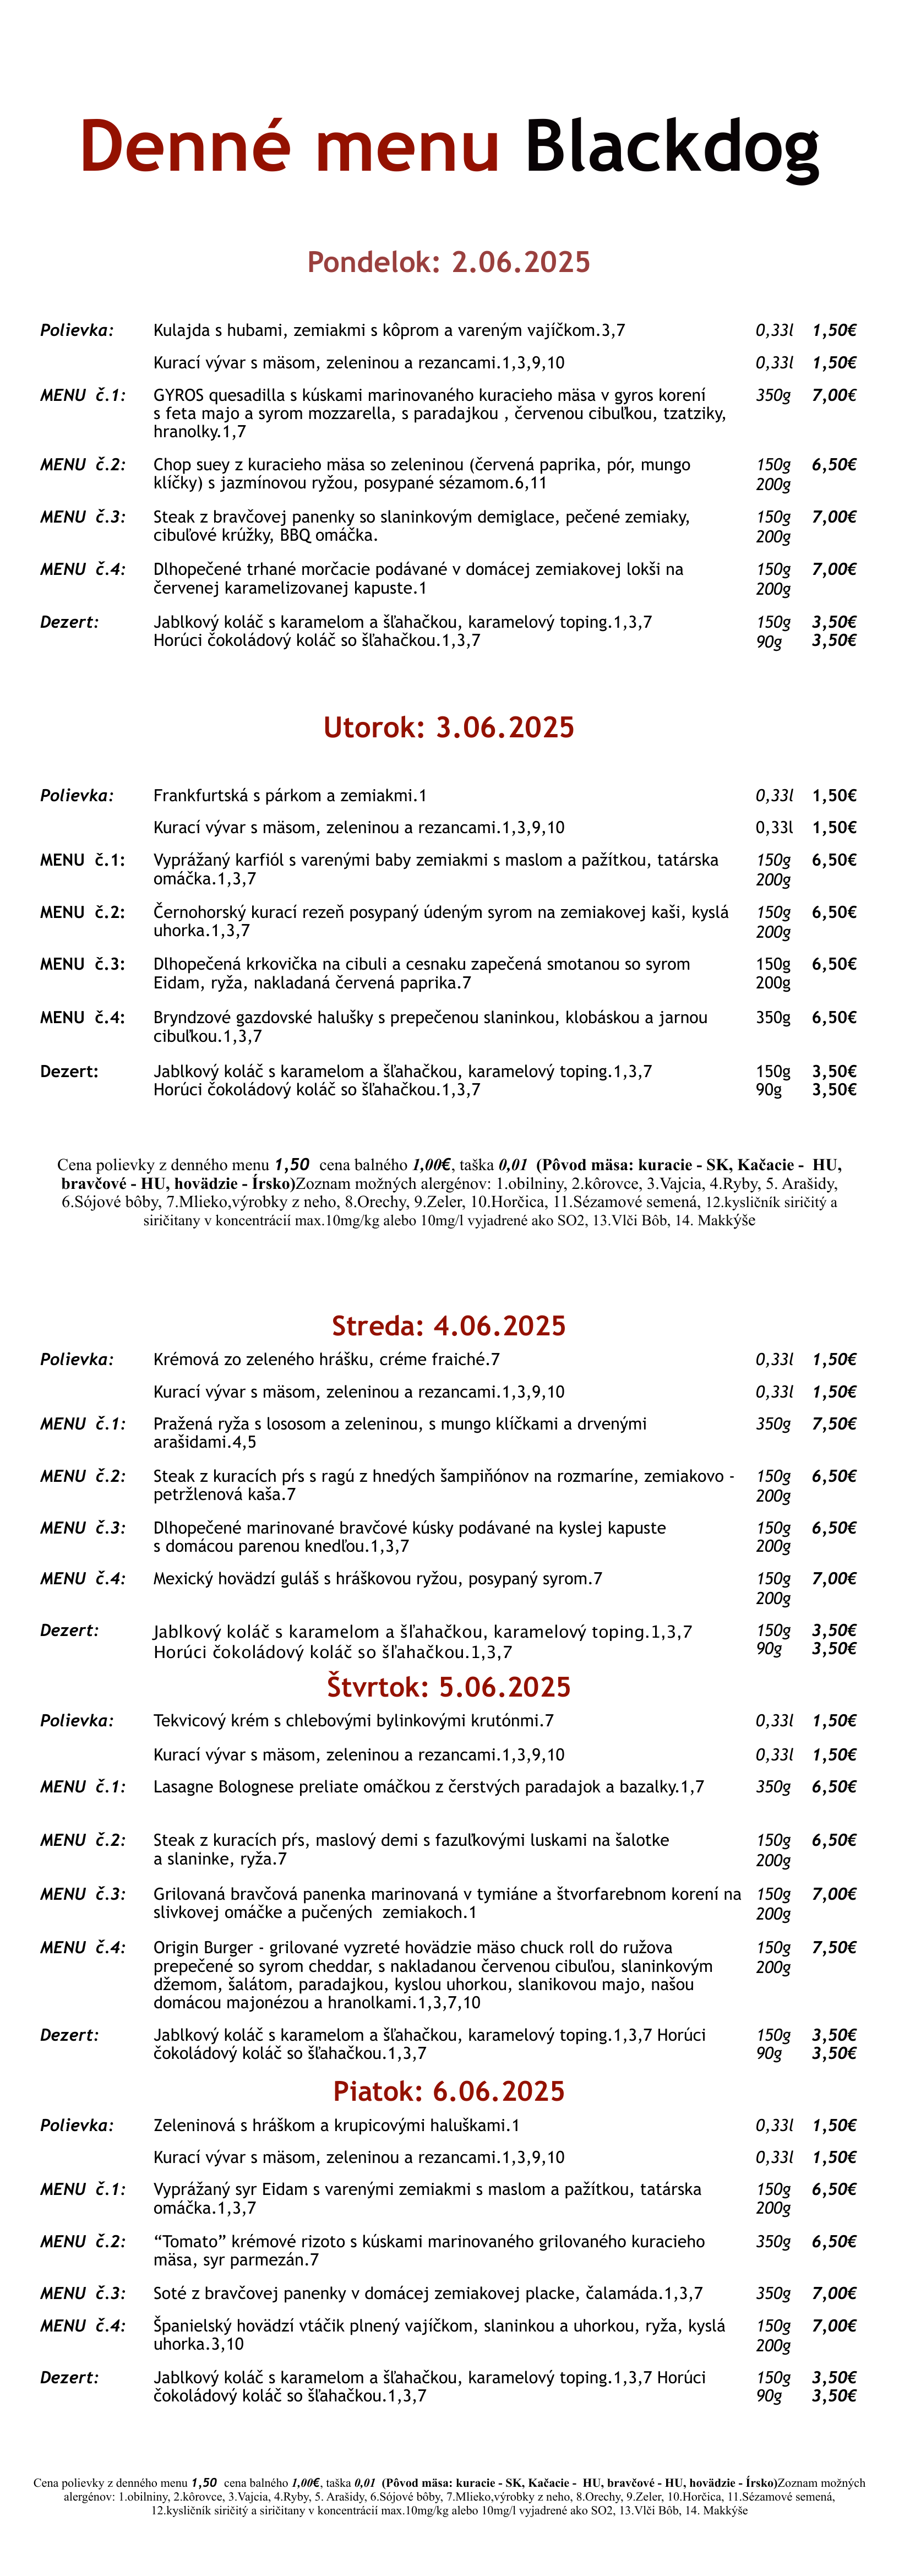 Denné menu Blackdog
Pondelok: 2.06.2025
Polievka: Kulajda s hubami, zemiakmi s kôprom a vareným vajíčkom.3,7 0,33l 1,50€
Kurací vývar s mäsom, zeleninou a rezancami.1,3,9,10 0,33l 1,50€
MENU č.1: GYROS quesadilla s kúskami marinovaného kuracieho mäsa v gyros korení 350g 7,00€
s feta majo a syrom mozzarella, s paradajkou , červenou cibuľkou, tzatziky,
hranolky.1,7
MENU č.2: Chop suey z kuracieho mäsa so zeleninou (červená paprika, pór, mungo 150g 6,50€
klíčky) s jazmínovou ryžou, posypané sézamom.6,11 200g
MENU č.3: Steak z bravčovej panenky so slaninkovým demiglace, pečené zemiaky, 150g 7,00€
cibuľové krúžky, BBQ omáčka. 200g
MENU č.4: Dlhopečené trhané morčacie podávané v domácej zemiakovej lokši na 150g 7,00€
červenej karamelizovanej kapuste.1 200g
Dezert: Jablkový koláč s karamelom a šľahačkou, karamelový toping.1,3,7 150g 3,50€
Horúci čokoládový koláč so šľahačkou.1,3,7 90g 3,50€
Utorok: 3.06.2025
Polievka: Frankfurtská s párkom a zemiakmi.1 0,33l 1,50€
Kurací vývar s mäsom, zeleninou a rezancami.1,3,9,10 0,33l 1,50€
MENU č.1: Vyprážaný karfiól s varenými baby zemiakmi s maslom a pažítkou, tatárska 150g 6,50€
omáčka.1,3,7 200g
MENU č.2: Černohorský kurací rezeň posypaný údeným syrom na zemiakovej kaši, kyslá 150g 6,50€
uhorka.1,3,7 200g
MENU č.3: Dlhopečená krkovička na cibuli a cesnaku zapečená smotanou so syrom 150g 6,50€
Eidam, ryža, nakladaná červená paprika.7 200g
MENU č.4: Bryndzové gazdovské halušky s prepečenou slaninkou, klobáskou a jarnou 350g 6,50€
cibuľkou.1,3,7
Dezert: Jablkový koláč s karamelom a šľahačkou, karamelový toping.1,3,7 150g 3,50€
Horúci čokoládový koláč so šľahačkou.1,3,7 90g 3,50€
Cena polievky z denného menu 1,50 cena balného 1,00€, taška 0,01 (Pôvod mäsa: kuracie - SK, Kačacie - HU,
bravčové - HU, hovädzie - Írsko)Zoznam možných alergénov: 1.obilniny, 2.kôrovce, 3.Vajcia, 4.Ryby, 5. Arašidy,
6.Sójové bôby, 7.Mlieko,výrobky z neho, 8.Orechy, 9.Zeler, 10.Horčica, 11.Sézamové semená, 12.kysličník siričitý a
siričitany v koncentrácií max.10mg/kg alebo 10mg/l vyjadrené ako SO2, 13.Vlči Bôb, 14. Makkýše
Streda: 4.06.2025
Polievka: Krémová zo zeleného hrášku, créme fraiché.7 0,33l 1,50€
Kurací vývar s mäsom, zeleninou a rezancami.1,3,9,10 0,33l 1,50€
MENU č.1: Pražená ryža s lososom a zeleninou, s mungo klíčkami a drvenými 350g 7,50€
arašidami.4,5
MENU č.2: Steak z kuracích pŕs s ragú z hnedých šampiňónov na rozmaríne, zemiakovo - 150g 6,50€
petržlenová kaša.7 200g
MENU č.3: Dlhopečené marinované bravčové kúsky podávané na kyslej kapuste 150g 6,50€
s domácou parenou knedľou.1,3,7 200g
MENU č.4: Mexický hovädzí guláš s hráškovou ryžou, posypaný syrom.7 150g 7,00€
200g
Dezert: Jablkový koláč s karamelom a šľahačkou, karamelový toping.1,3,7 150g 3,50€
Horúci čokoládový koláč so šľahačkou.1,3,7 90g 3,50€
Štvrtok: 5.06.2025
Polievka: Tekvicový krém s chlebovými bylinkovými krutónmi.7 0,33l 1,50€
Kurací vývar s mäsom, zeleninou a rezancami.1,3,9,10 0,33l 1,50€
MENU č.1: Lasagne Bolognese preliate omáčkou z čerstvých paradajok a bazalky.1,7 350g 6,50€
MENU č.2: Steak z kuracích pŕs, maslový demi s fazuľkovými luskami na šalotke 150g 6,50€
a slaninke, ryža.7 200g
MENU č.3: Grilovaná bravčová panenka marinovaná v tymiáne a štvorfarebnom korení na 150g 7,00€
slivkovej omáčke a pučených zemiakoch.1 200g
MENU č.4: Origin Burger - grilované vyzreté hovädzie mäso chuck roll do ružova 150g 7,50€
prepečené so syrom cheddar, s nakladanou červenou cibuľou, slaninkovým 200g
džemom, šalátom, paradajkou, kyslou uhorkou, slanikovou majo, našou
domácou majonézou a hranolkami.1,3,7,10
Dezert: Jablkový koláč s karamelom a šľahačkou, karamelový toping.1,3,7 Horúci 150g 3,50€
čokoládový koláč so šľahačkou.1,3,7 90g 3,50€
Piatok: 6.06.2025
Polievka: Zeleninová s hráškom a krupicovými haluškami.1 0,33l 1,50€
Kurací vývar s mäsom, zeleninou a rezancami.1,3,9,10 0,33l 1,50€
MENU č.1: Vyprážaný syr Eidam s varenými zemiakmi s maslom a pažítkou, tatárska 150g 6,50€
omáčka.1,3,7 200g
MENU č.2: “Tomato” krémové rizoto s kúskami marinovaného grilovaného kuracieho 350g 6,50€
mäsa, syr parmezán.7
MENU č.3: Soté z bravčovej panenky v domácej zemiakovej placke, čalamáda.1,3,7 350g 7,00€
MENU č.4: Španielský hovädzí vtáčik plnený vajíčkom, slaninkou a uhorkou, ryža, kyslá 150g 7,00€
uhorka.3,10 200g
Dezert: Jablkový koláč s karamelom a šľahačkou, karamelový toping.1,3,7 Horúci 150g 3,50€
čokoládový koláč so šľahačkou.1,3,7 90g 3,50€
Cena polievky z denného menu 1,50 cena balného 1,00€, taška 0,01 (Pôvod mäsa: kuracie - SK, Kačacie - HU, bravčové - HU, hovädzie - Írsko)Zoznam možných
alergénov: 1.obilniny, 2.kôrovce, 3.Vajcia, 4.Ryby, 5. Arašidy, 6.Sójové bôby, 7.Mlieko,výrobky z neho, 8.Orechy, 9.Zeler, 10.Horčica, 11.Sézamové semená,
12.kysličník siričitý a siričitany v koncentrácií max.10mg/kg alebo 10mg/l vyjadrené ako SO2, 13.Vlči Bôb, 14. Makkýše